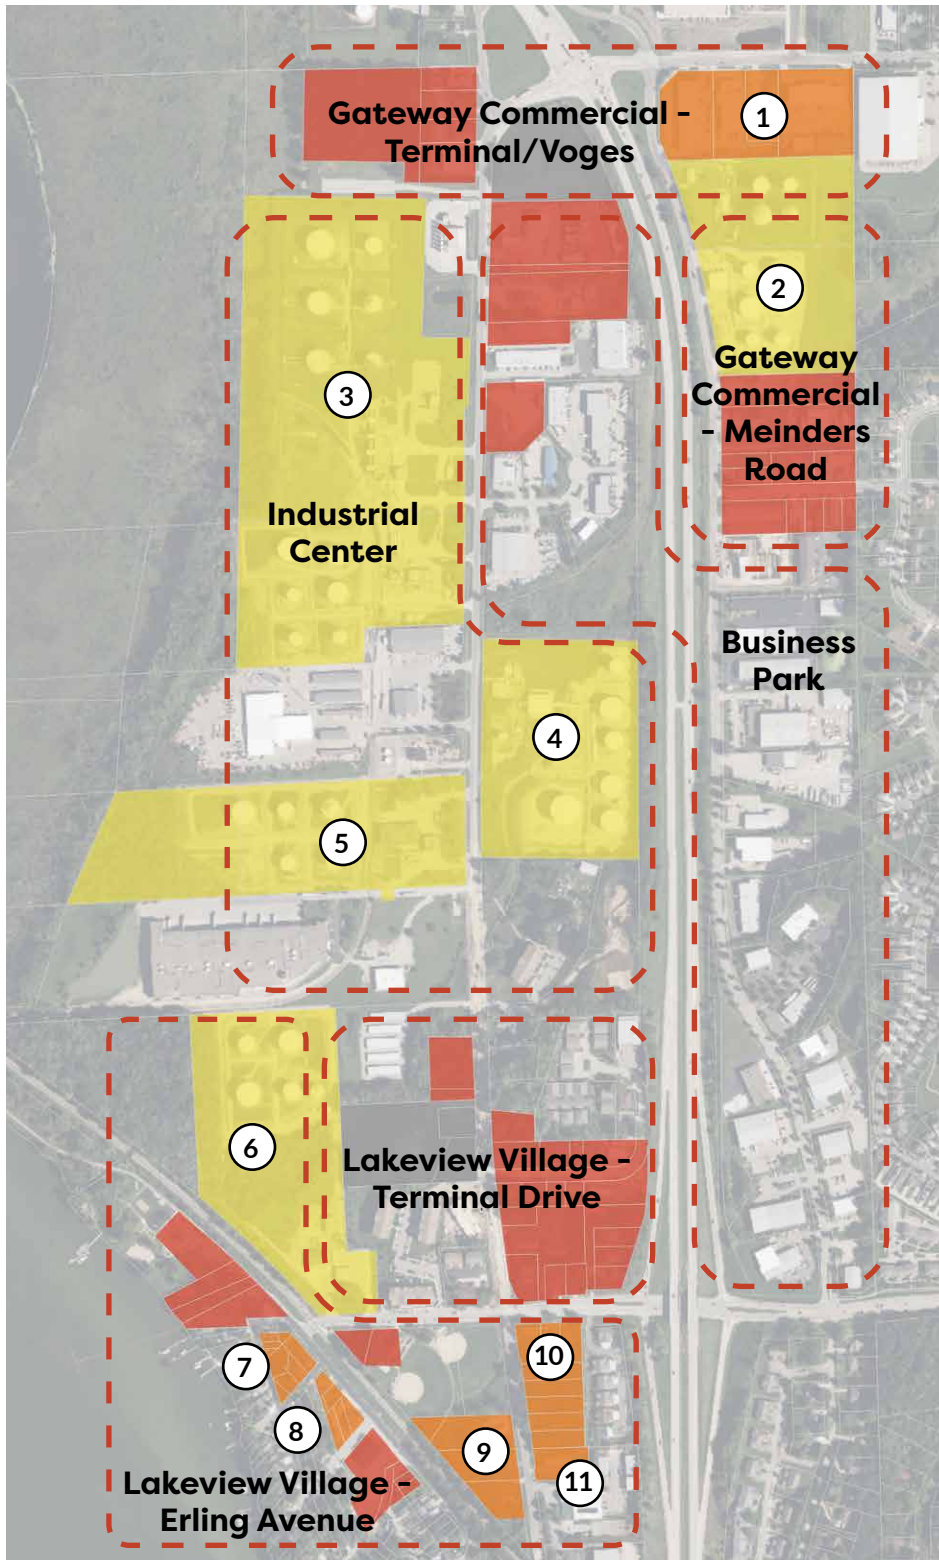 Gateway Commercial -
Terminal/Voges
1
2
Gateway
Commercial
- Meinders
Road
3
Industrial
Center
Business
Park
4
5
6
Lakeview Village -
Terminal Drive
7
8
9
10
11
Lakeview Village -
Erling Avenue